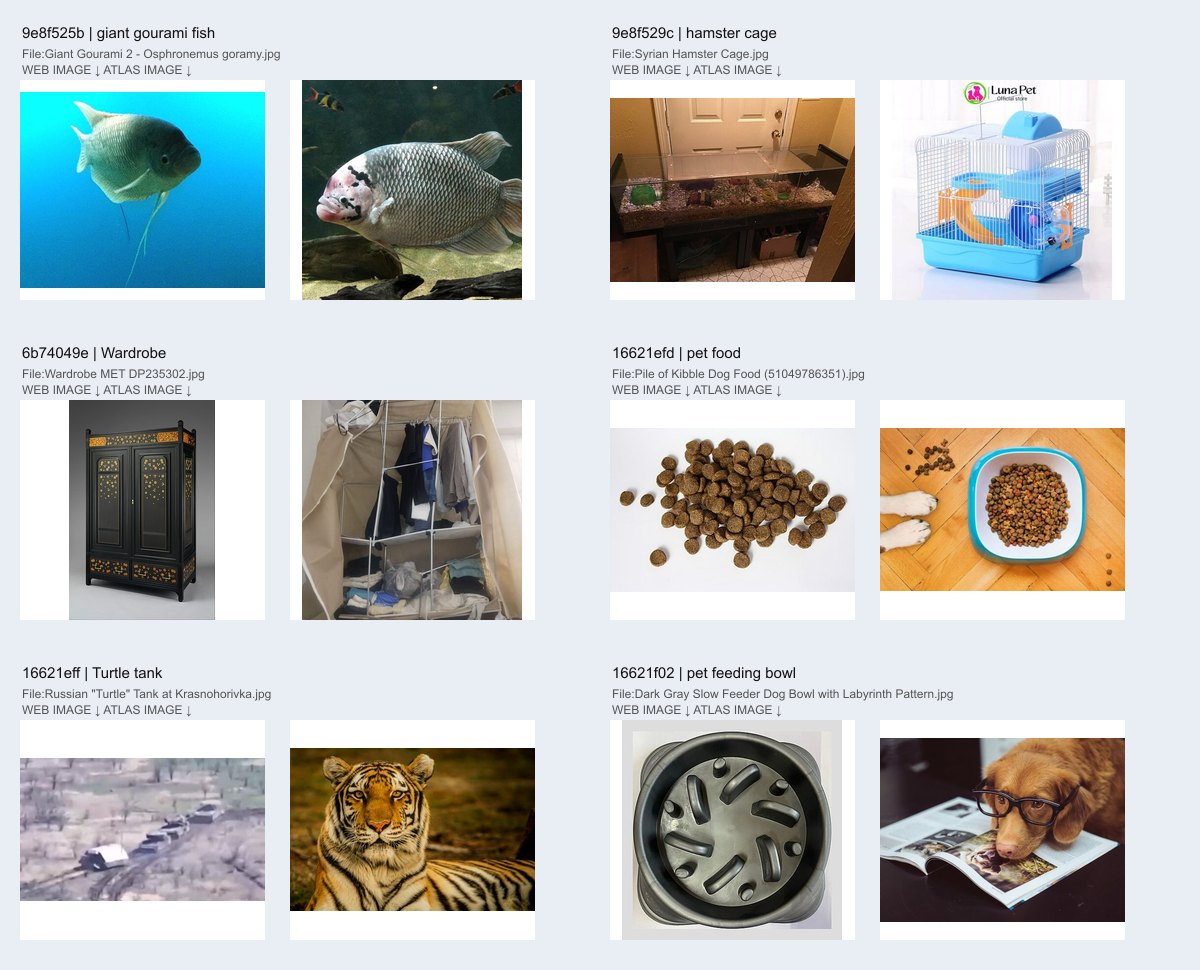 9e8f525b | giant gourami fish
File:Giant Gourami 2 - Osphronemus goramy.jpg
WEB IMAGE ↓ ATLAS IMAGE ↓
9e8f529c | hamster cage
File:Syrian Hamster Cage.jpg
WEB IMAGE ↓ ATLAS IMAGE ↓
Luna Pet
Official store
6b74049e | Wardrobe
File:Wardrobe MET DP235302.jpg
WEB IMAGE ↓ ATLAS IMAGE ↓
16621efd | pet food
File:Pile of Kibble Dog Food (51049786351).jpg
WEB IMAGE ↓ ATLAS IMAGE ↓
16621eff | Turtle tank
File:Russian "Turtle" Tank at Krasnohorivka.jpg
WEB IMAGE ↓ ATLAS IMAGE ↓
16621f02 | pet feeding bowl
File:Dark Gray Slow Feeder Dog Bowl with Labyrinth Pattern.jpg
WEB IMAGE ↓ ATLAS IMAGE ↓